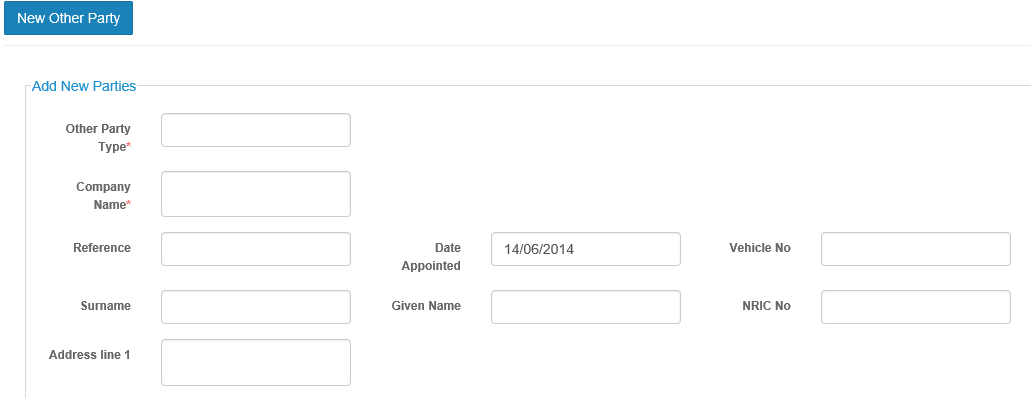 New Other Party
Add New Parties
Other Party
Type*
Company
Name*
Reference
Date
Appointed
14/06/2014
Vehicle No
Surname
Given Name
NRIC No
Address line 1